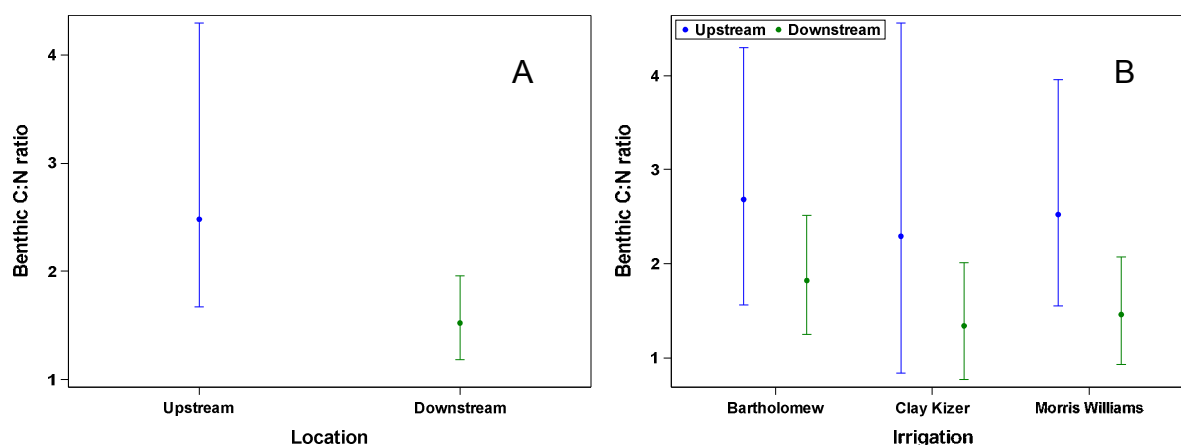 A
4
3
2
1
Benthic C:N ratio
Upstream Downstream
Location
Upstream Downstream
B
4
3
2
1
Benthic C:N ratio
Bartholomew Clay Kizer Morris Williams
Irrigation